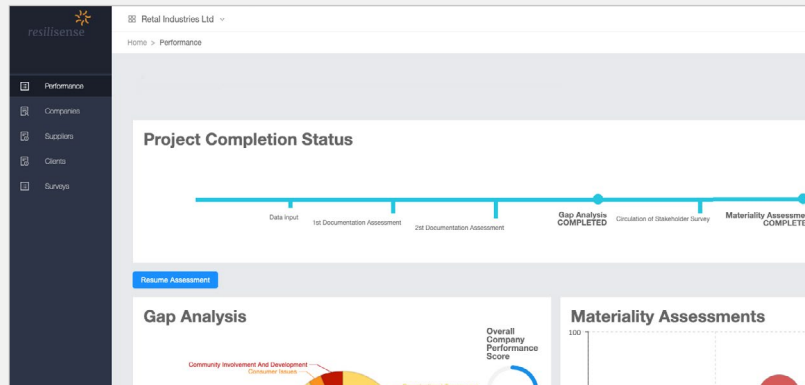 resilisense
Retal Industries Ltd
Home > Performance
Performance
Companies
Suppliers
Clients
Surveys
Project Completion Status
Data Input
1st Documentation Assessment
2st Documentation Assessment
Gap Analysis
COMPLETED
Circulation of Stakeholder Survey
Materiality Assessme
COMPLETE
Resume Assessment
Gap Analysis
Overall
Company
Performance
Score
Community Involvement And Development
Consumer Issues
Materiality Assessments
100